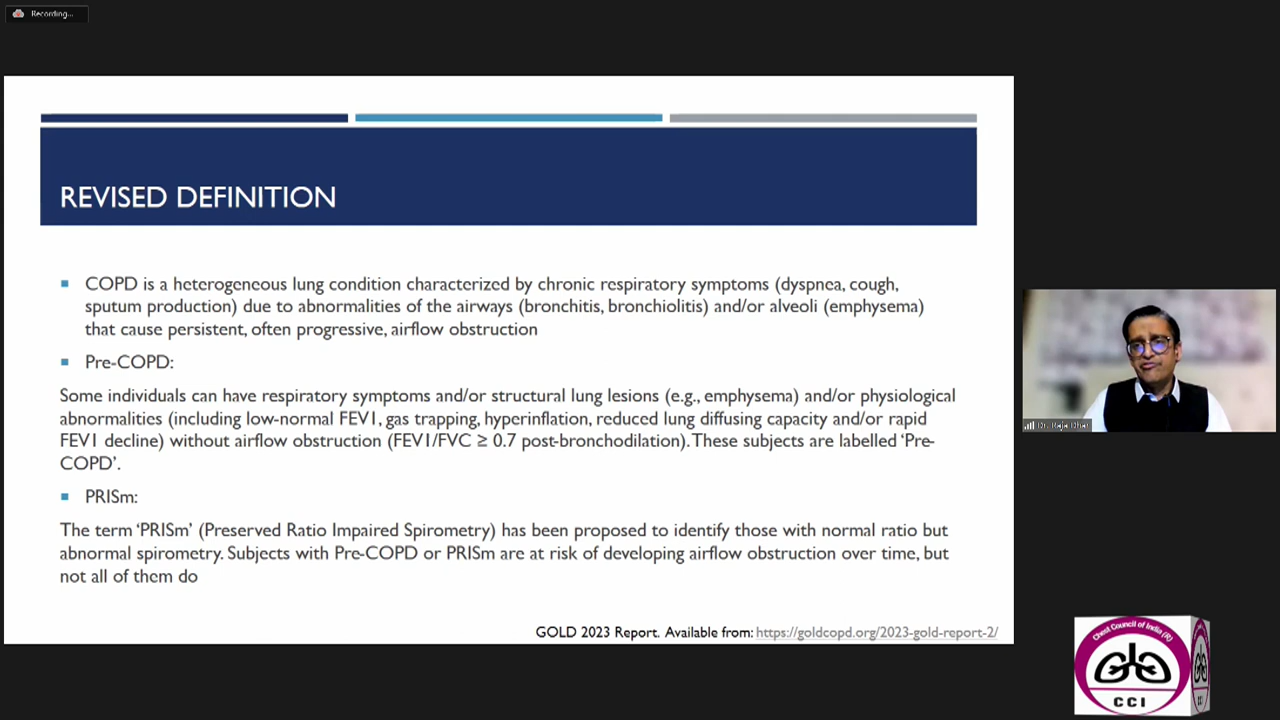 Recording...
REVISED DEFINITION
COPD is a heterogeneous lung condition characterized by chronic respiratory symptoms (dyspnea, cough,
sputum production) due to abnormalities of the airways (bronchitis, bronchiolitis) and/or alveoli (emphysema)
that cause persistent, often progressive, airflow obstruction
Pre-COPD:
Some individuals can have respiratory symptoms and/or structural lung lesions (e.g., emphysema) and/or physiological
abnormalities (including low-normal FEV1, gas trapping, hyperinflation, reduced lung diffusing capacity and/or rapid
FEV1 decline) without airflow obstruction (FEV1/FVC ≥ 0.7 post-bronchodilation). These subjects are labelled ‘Pre-
COPD’.
PRISm:
The term ‘PRISm’ (Preserved Ratio Impaired Spirometry) has been proposed to identify those with normal ratio but
abnormal spirometry. Subjects with Pre-COPD or PRISm are at risk of developing airflow obstruction over time, but
not all of them do
GOLD 2023 Report. Available from: https://goldcopd.org/2023-gold-report-2/
Dr. Raja Dhar
Chest Council of India (R)
CCI